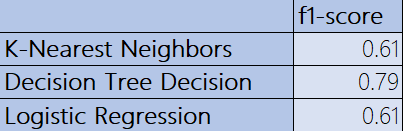 f1-score
K-Nearest Neighbors 0.61
Decision Tree Decision 0.79
Logistic Regression 0.61